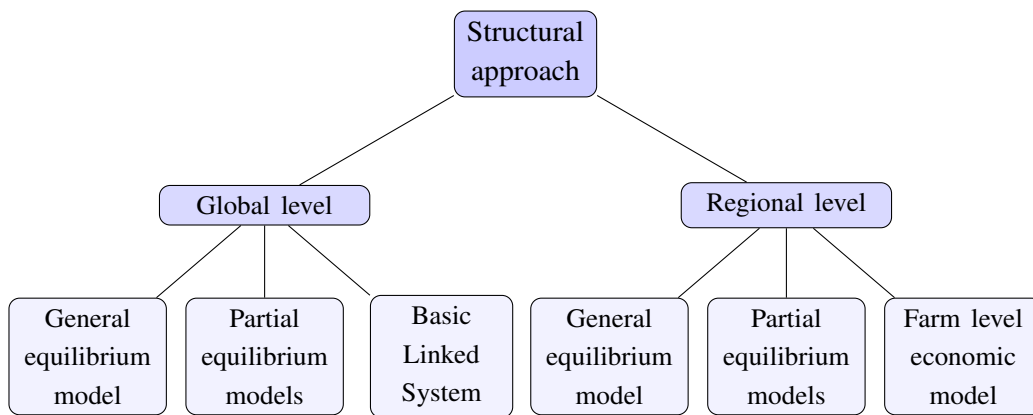 Structural
approach
Global level
Regional level
General
equilibrium
model
Partial
equilibrium
models
Basic
Linked
System
General
equilibrium
model
Partial
equilibrium
models
Farm level
economic
model